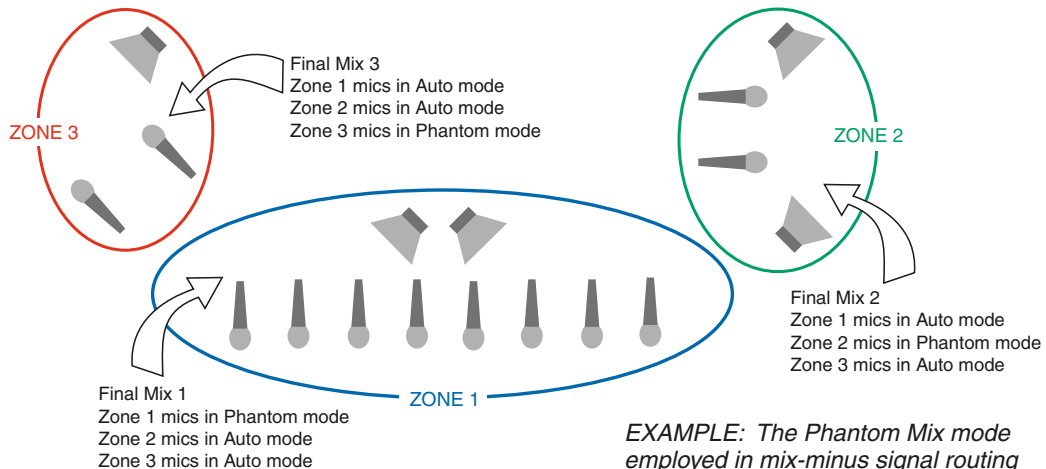 Final Mix 3
Zone 1 mics in Auto mode
Zone 2 mics in Auto mode
Zone 3 mics in Phantom mode
ZONE 3
ZONE 2
Final Mix 2
Zone 1 mics in Auto mode
Zone 2 mics in Phantom mode
Zone 3 mics in Auto mode
Final Mix 1
Zone 1 mics in Phantom mode
Zone 2 mics in Auto mode
Zone 3 mics in Auto mode
ZONE 1
EXAMPLE: The Phantom Mix mode
employed in mix-minus signal routing